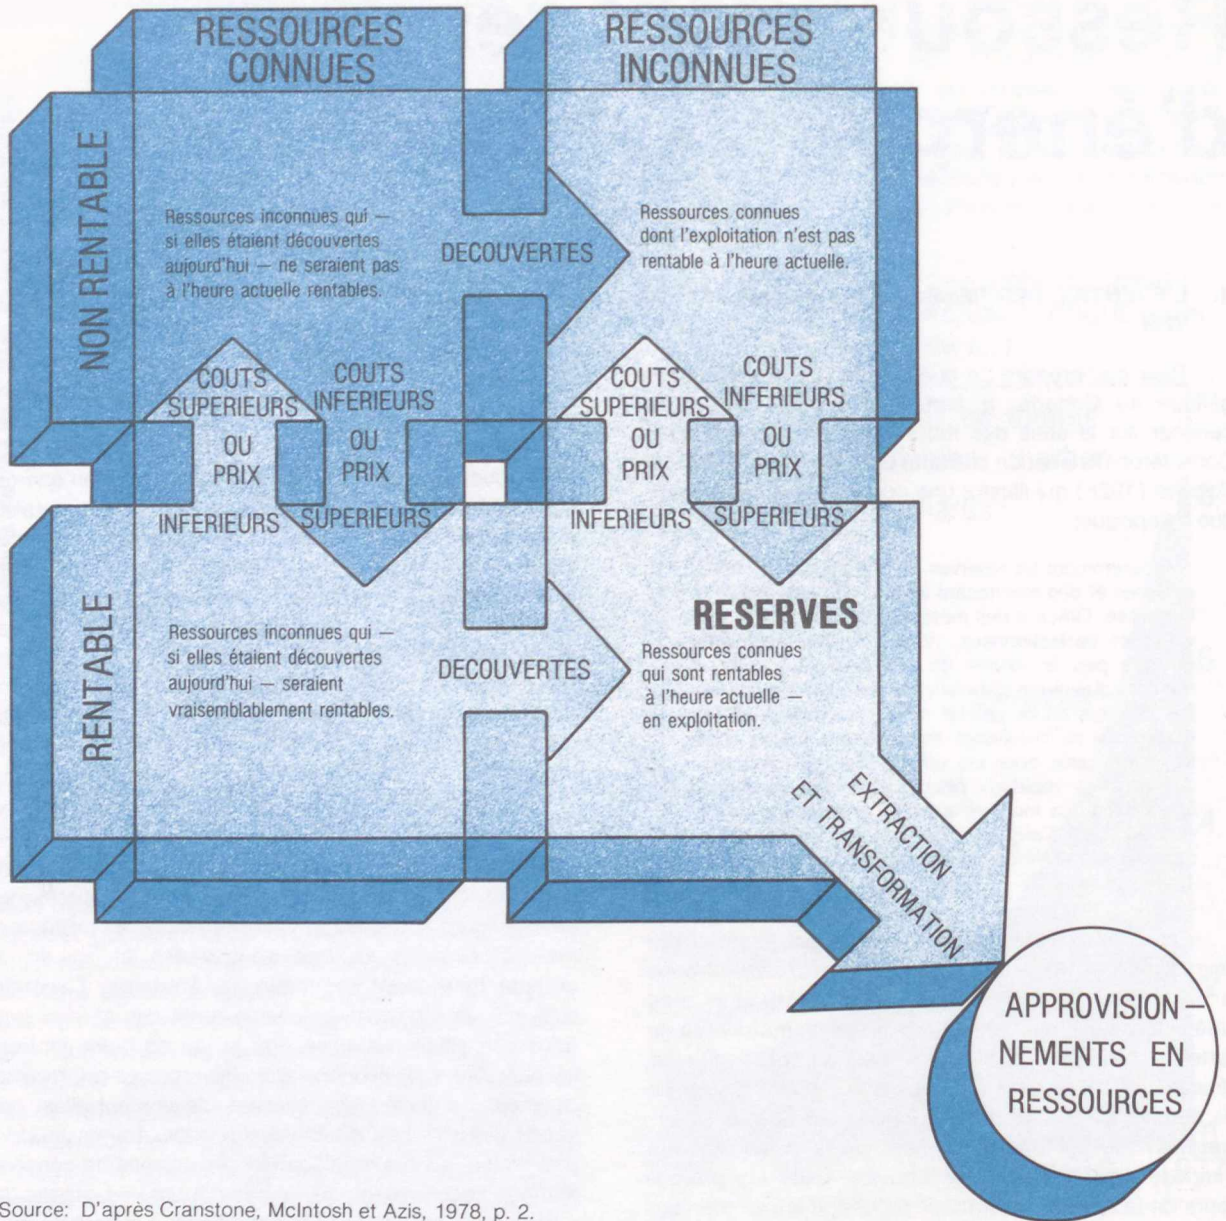 RESSOURCES
CONNUES
RESSOURCES
INCONNUES
NON RENTABLE
Ressources inconnues qui —
si elles étaient découvertes
aujourd'hui — ne seraient pas
à l'heure actuelle rentables.
DECOUVERTES
Ressources connues
dont l'exploitation n'est pas
rentable à l'heure actuelle.
COUTS
SUPERIEURS
OU
PRIX
INFERIEURS
COUTS
INFERIEURS
OU
PRIX
SUPERIEURS
COUTS
SUPERIEURS
OU
PRIX
INFERIEURS
COUTS
INFERIEURS
OU
PRIX
SUPERIEURS
RENTABLE
Ressources inconnues qui —
si elles étaient découvertes
aujourd'hui — seraient
vraisemblablement rentables.
DECOUVERTES
RESERVES
Ressources connues
qui sont rentables
à l'heure actuelle —
en exploitation.
EXTRACTION
ET TRANSFORMATION
APPROVISION —
NEMENTS EN
RESSOURCES
Source: D'après Cranstone, McIntosh et Azis, 1978, p. 2.